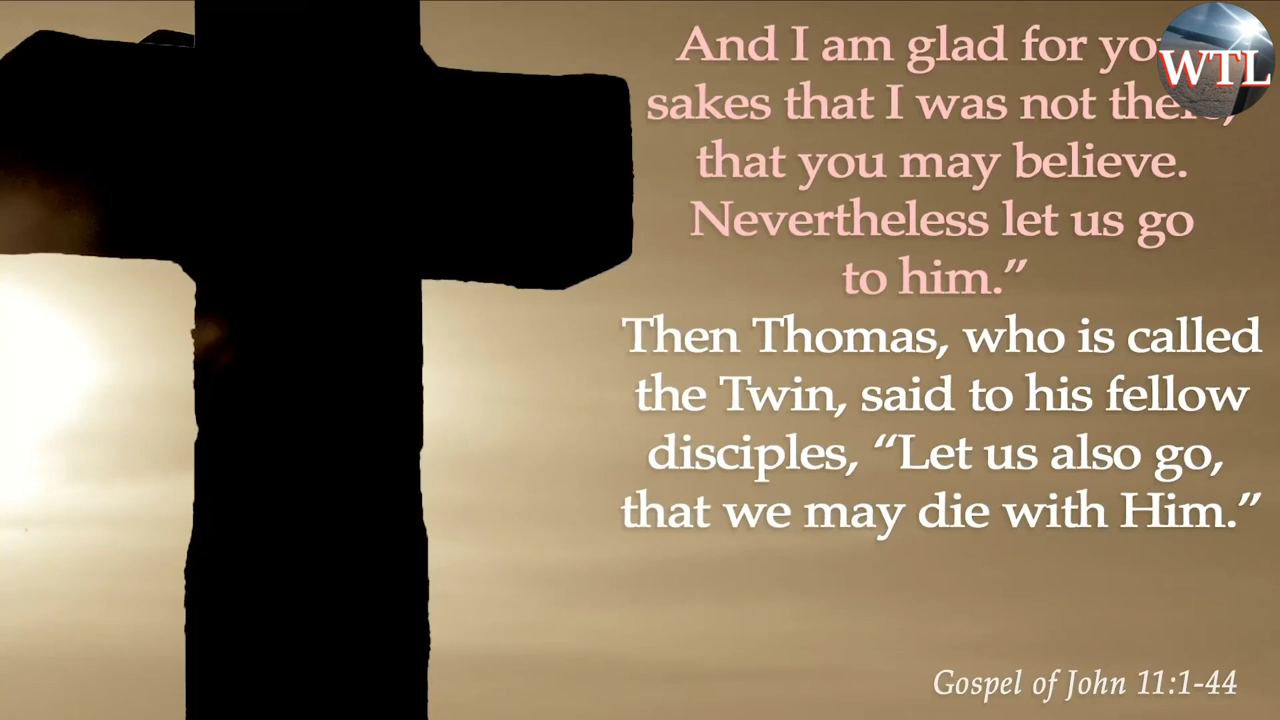 And I am glad for
sakes that I was not
that you may believe.
Nevertheless let us go
to him.”
Then Thomas, who is called
the Twin, said to his fellow
disciples, “Let us also go,
that we may die with Him.”
Gospel of John 11:1-44
WTL